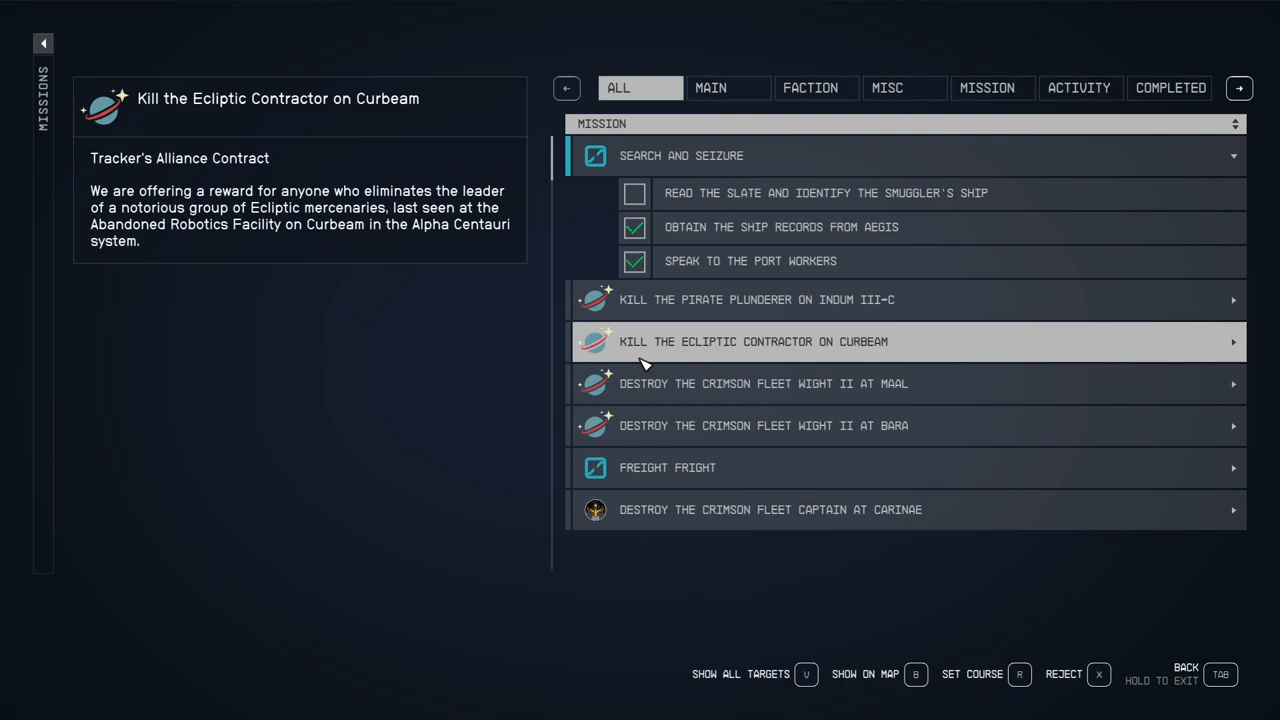 MISSIONS
Kill the Ecliptic Contractor on Curbeam
Tracker's Alliance Contract
We are offering a reward for anyone who eliminates the leader
of a notorious group of Ecliptic mercenaries, last seen at the
Abandoned Robotics Facility on Curbeam in the Alpha Centauri
system.
ALL MAIN FACTION MISC MISSION ACTIVITY COMPLETED
MISSION
SEARCH AND SEIZURE
READ THE SLATE AND IDENTIFY THE SMUGGLER'S SHIP
OBTAIN THE SHIP RECORDS FROM AEGIS
SPEAK TO THE PORT WORKERS
KILL THE PIRATE PLUNDERER ON INDUM III-C
KILL THE ECLIPTIC CONTRACTOR ON CURBEAM
DESTROY THE CRIMSON FLEET WIGHT II AT MAAL
DESTROY THE CRIMSON FLEET WIGHT II AT BARA
FREIGHT FRIGHT
DESTROY THE CRIMSON FLEET CAPTAIN AT CARINAE
SHOW ALL TARGETS V SHOW ON MAP B SET COURSE R REJECT X BACK TAB
HOLD TO EXIT